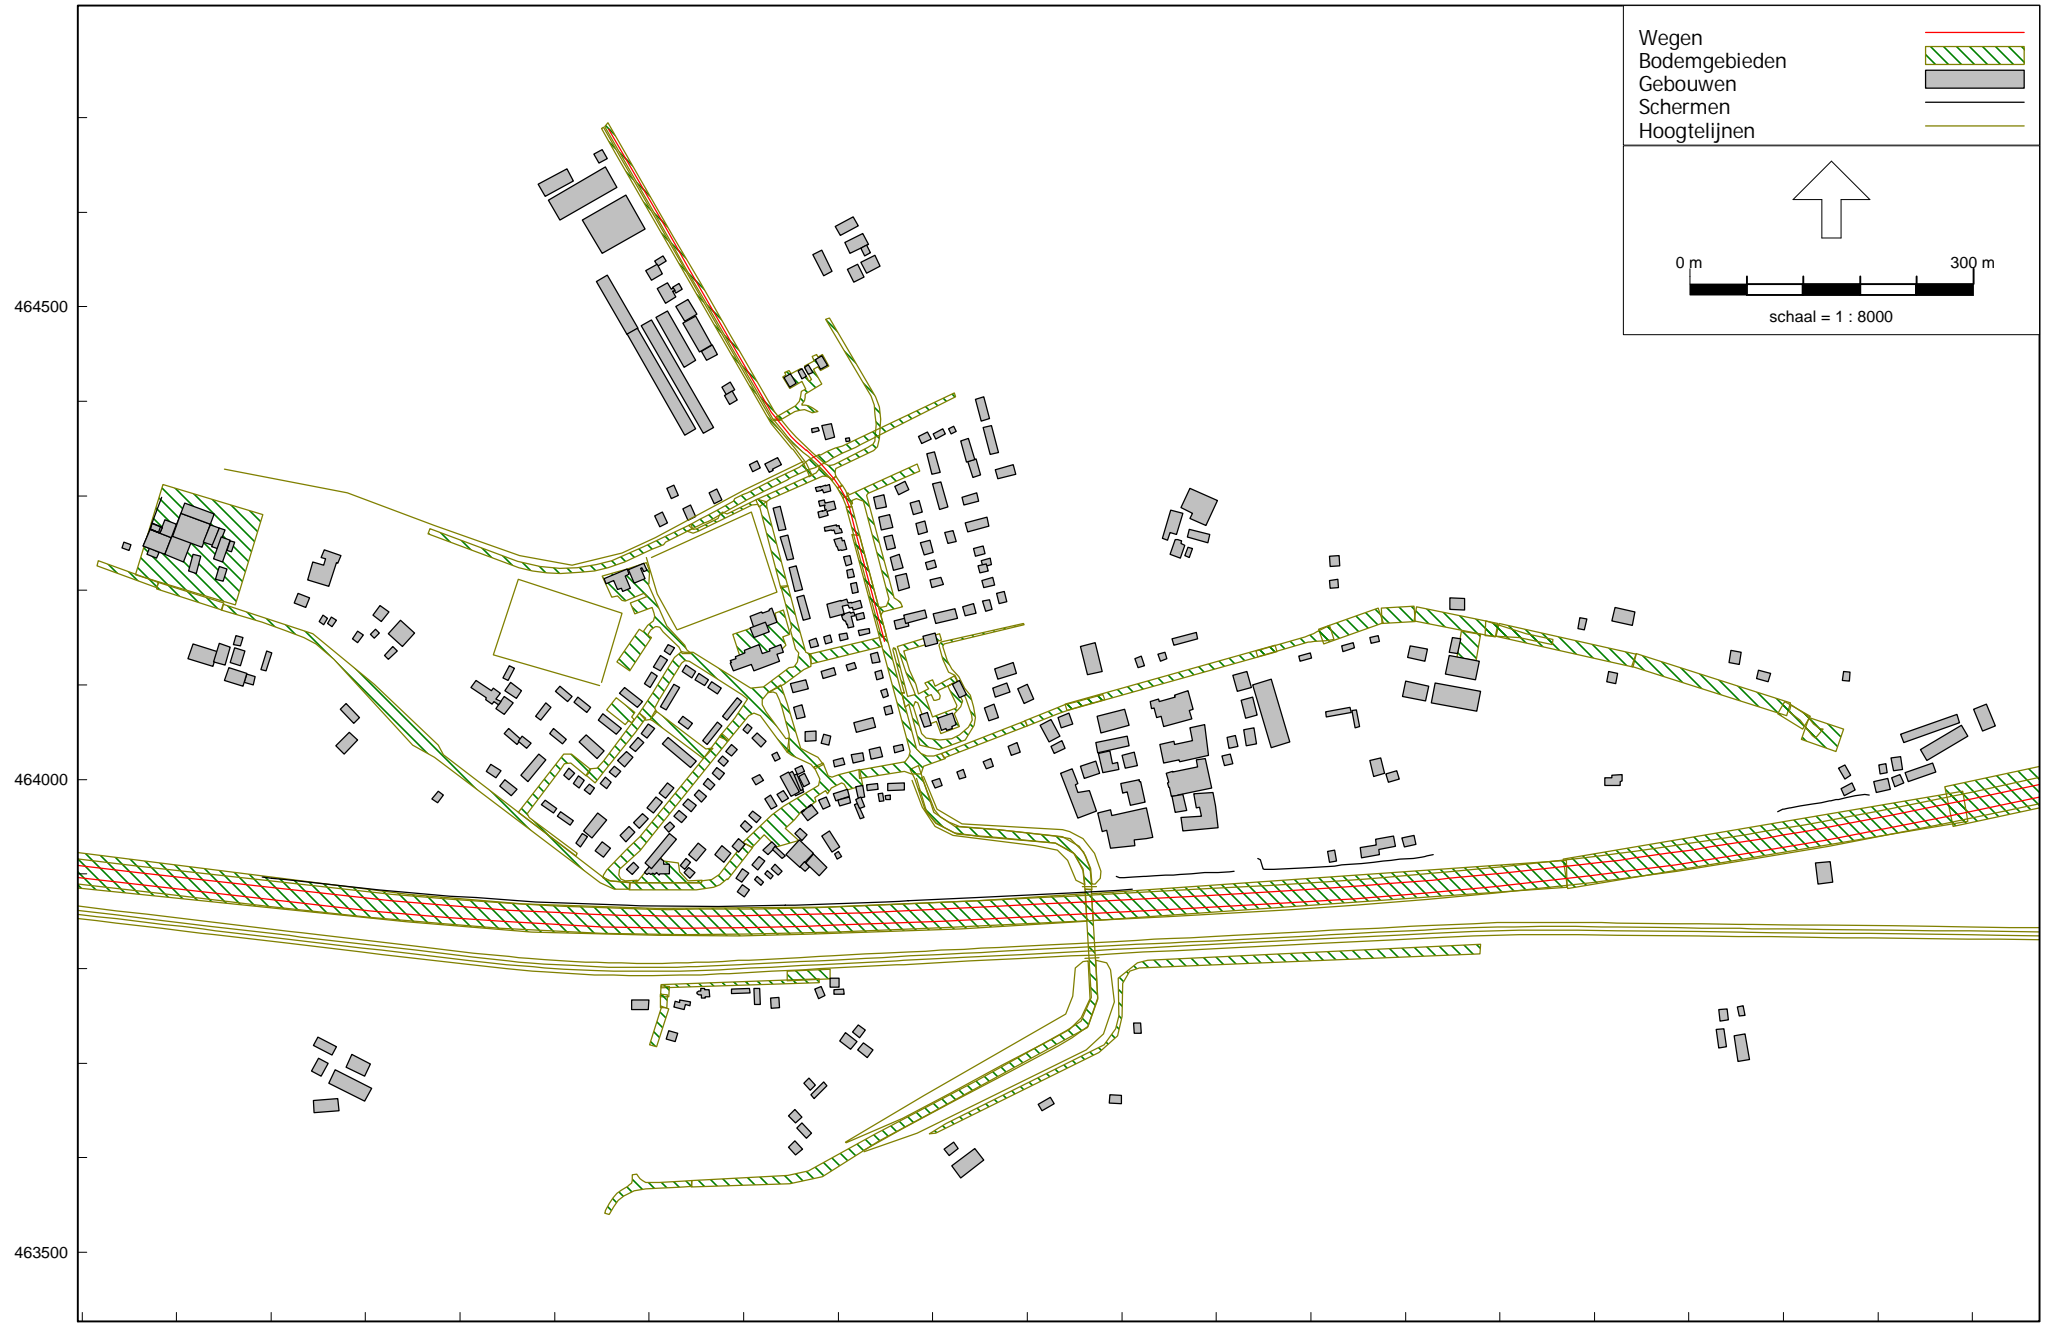 Wegen
Bodemgebieden
Gebouwen
Schermen
Hoogtelijnen
0 m 300 m
schaal = 1 : 8000
464500
464000
463500